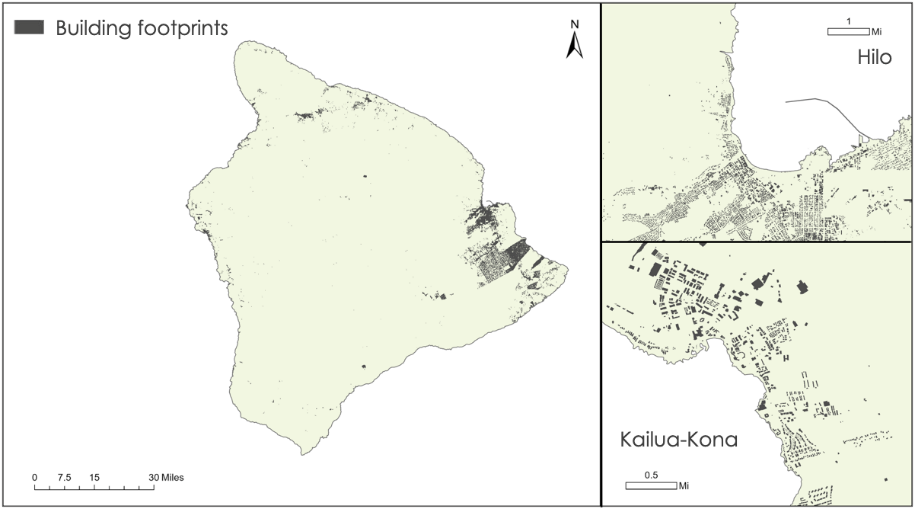 Building footprints
N
0 7.5 15 30 Miles
1
Mi
Hilo
Kailua-Kona
0.5
Mi